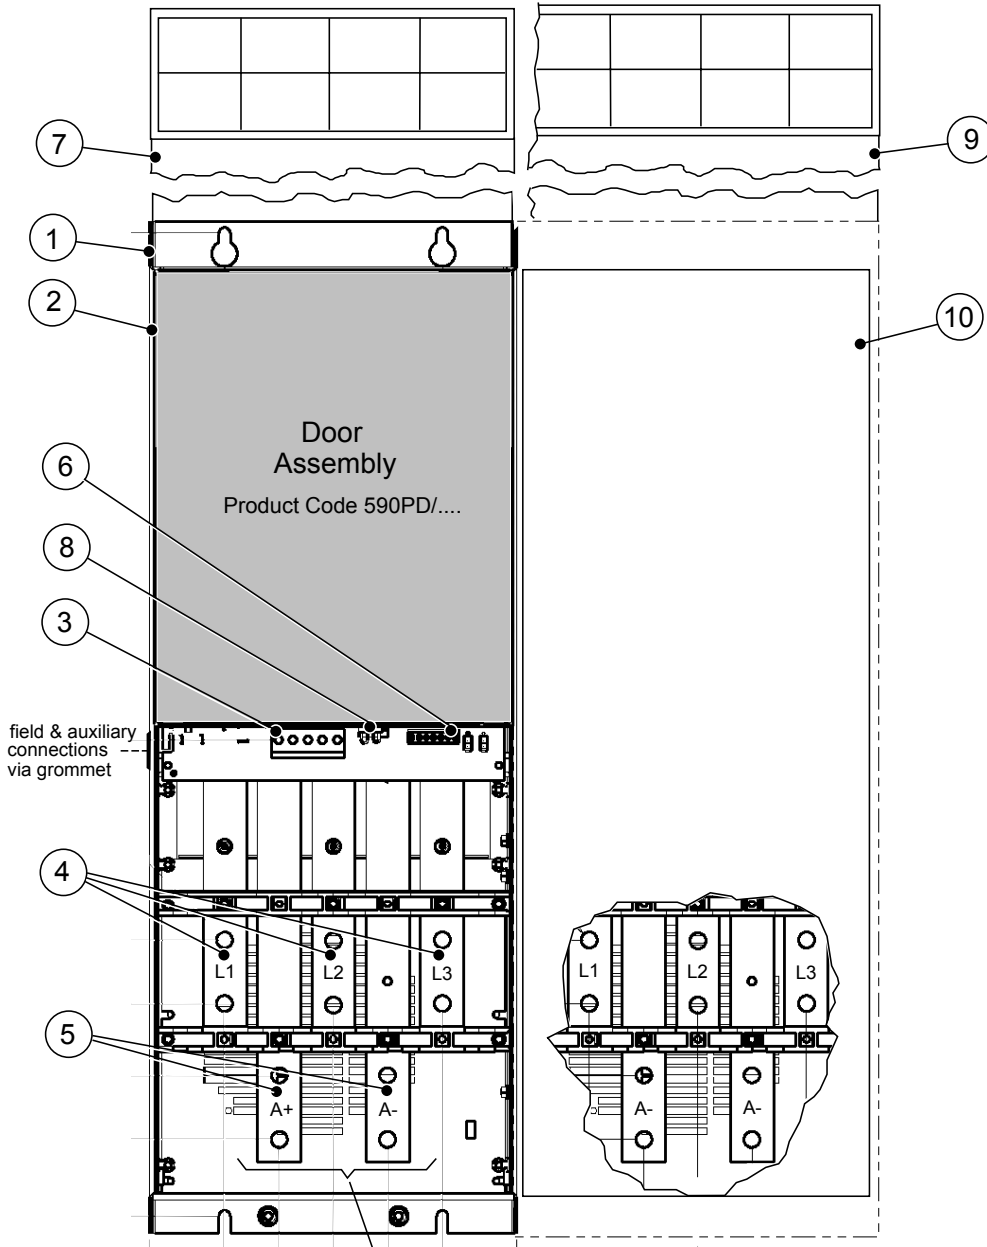 7
9
1
2
10
Door
Assembly
Product Code 590PD/....
6
8
3
field & auxiliary
connections
via grommet
4
L1
L2
L3
L1
L2
L3
5
A+
A-
A-
A-